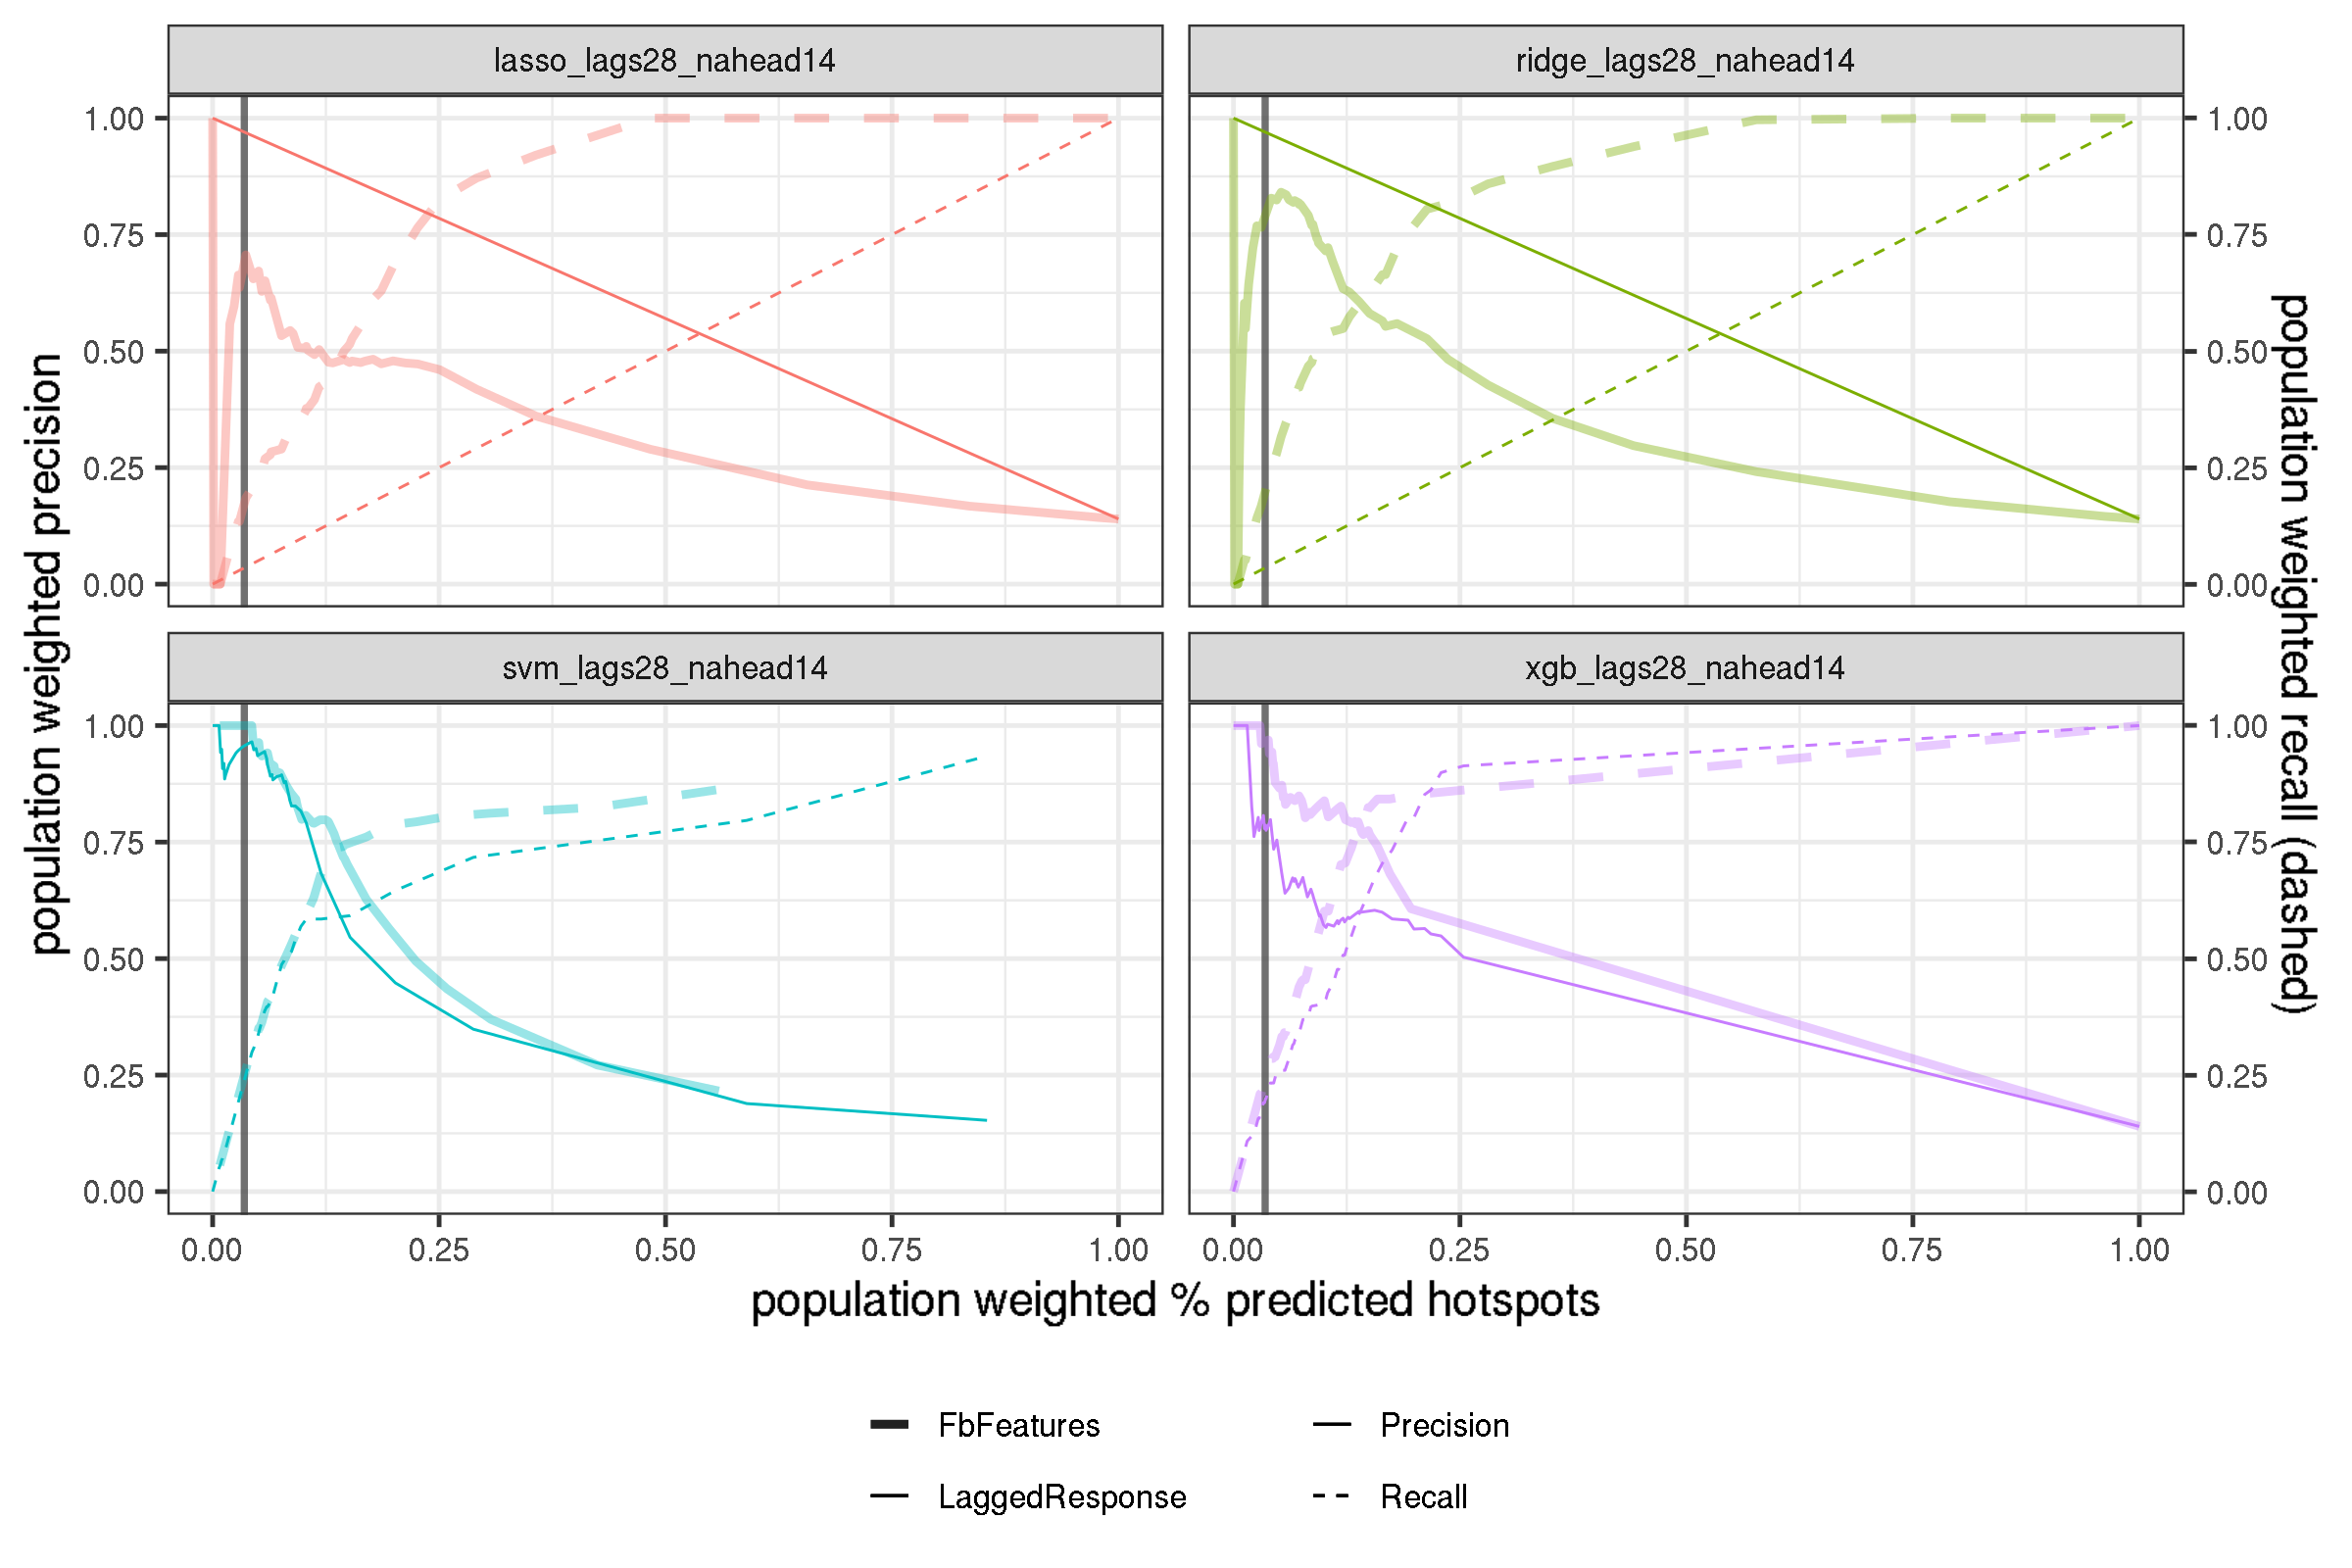 lasso_lags28_nahead14
ridge_lags28_nahead14
1.00
0.75
0.50
0.25
0.00
1.00
0.75
0.50
0.25
0.00
svm_lags28_nahead14
xgb_lags28_nahead14
1.00
0.75
0.50
0.25
0.00
1.00
0.75
0.50
0.25
0.00
population weighted precision
population weighted recall (dashed)
0.00 0.25 0.50 0.75 1.00 0.00 0.25 0.50 0.75 1.00
population weighted % predicted hotspots
FbFeatures Precision
LaggedResponse Recall